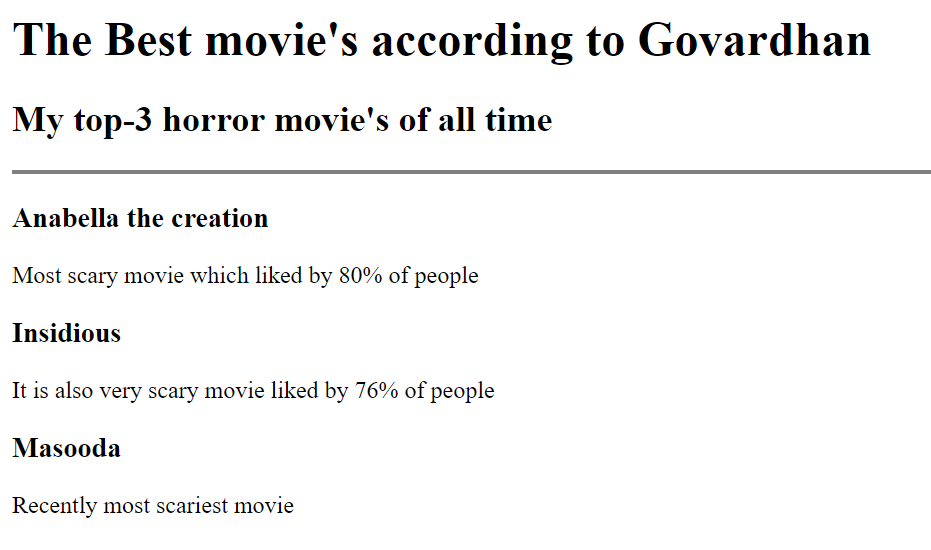 The Best movie's according to Govardhan
My top-3 horror movie's of all time
Anabella the creation
Most scary movie which liked by 80% of people
Insidious
It is also very scary movie liked by 76% of people
Masooda
Recently most scariest movie